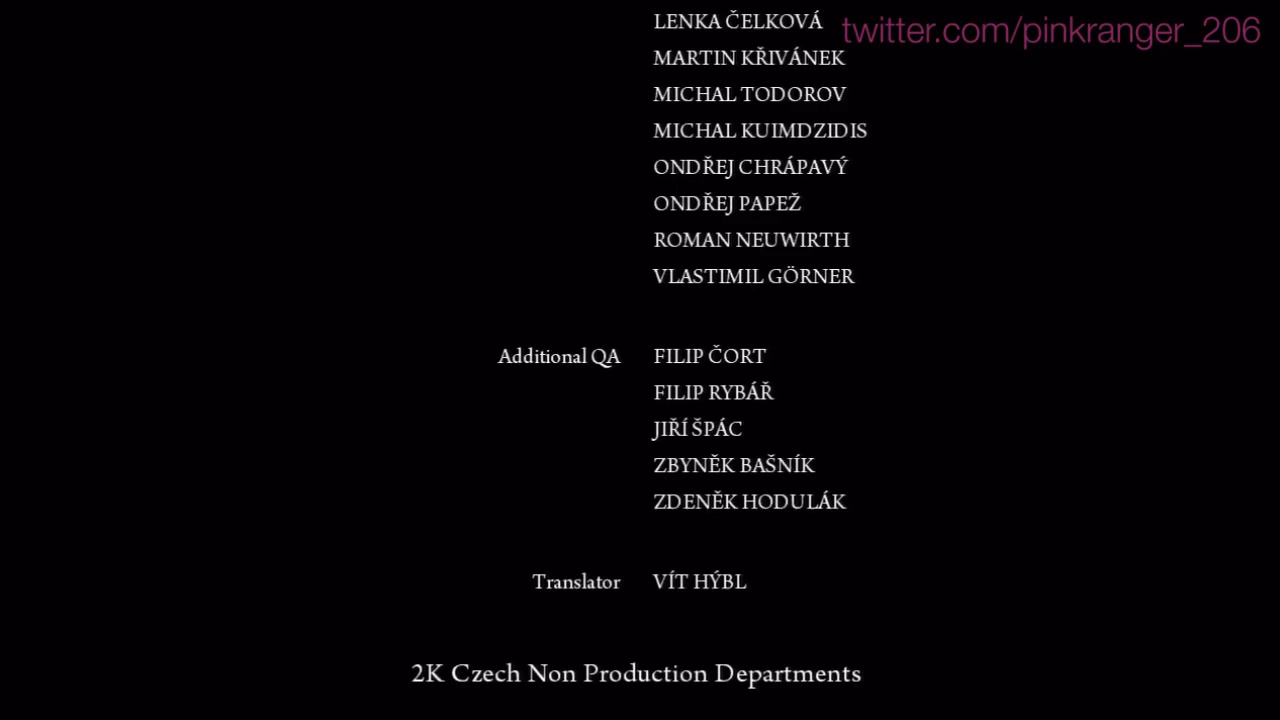 LENKA ČELKOVÁ
twitter.com/pinkranger_206
MARTIN KŘIVÁNEK
MICHAL TODOROV
MICHAL KUIMDZIDIS
ONDŘEJ CHRÁPAVÝ
ONDŘEJ PAPEŽ
ROMAN NEUWIRTH
VLASTIMIL GÖRNER
Additional QA FILIP ČORT
FILIP RYBÁŘ
JIŘÍ ŠPÁC
ZBYNĚK BAŠNÍK
ZDENĚK HODULÁK
Translator VÍT HÝBL
2K Czech Non Production Departments